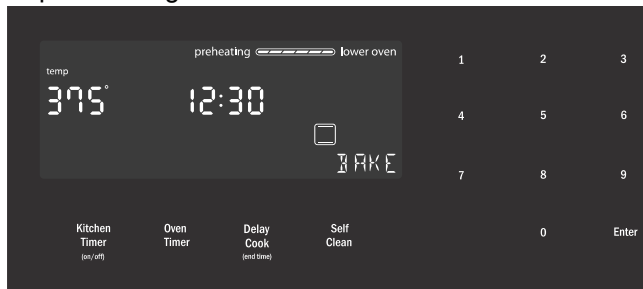 preheating lower oven
temp
375° 12:30
BAKE
1 2 3
4 5 6
7 8 9
0 Enter
Kitchen Timer (on/off)
Oven Timer
Delay Cook (end time)
Self Clean